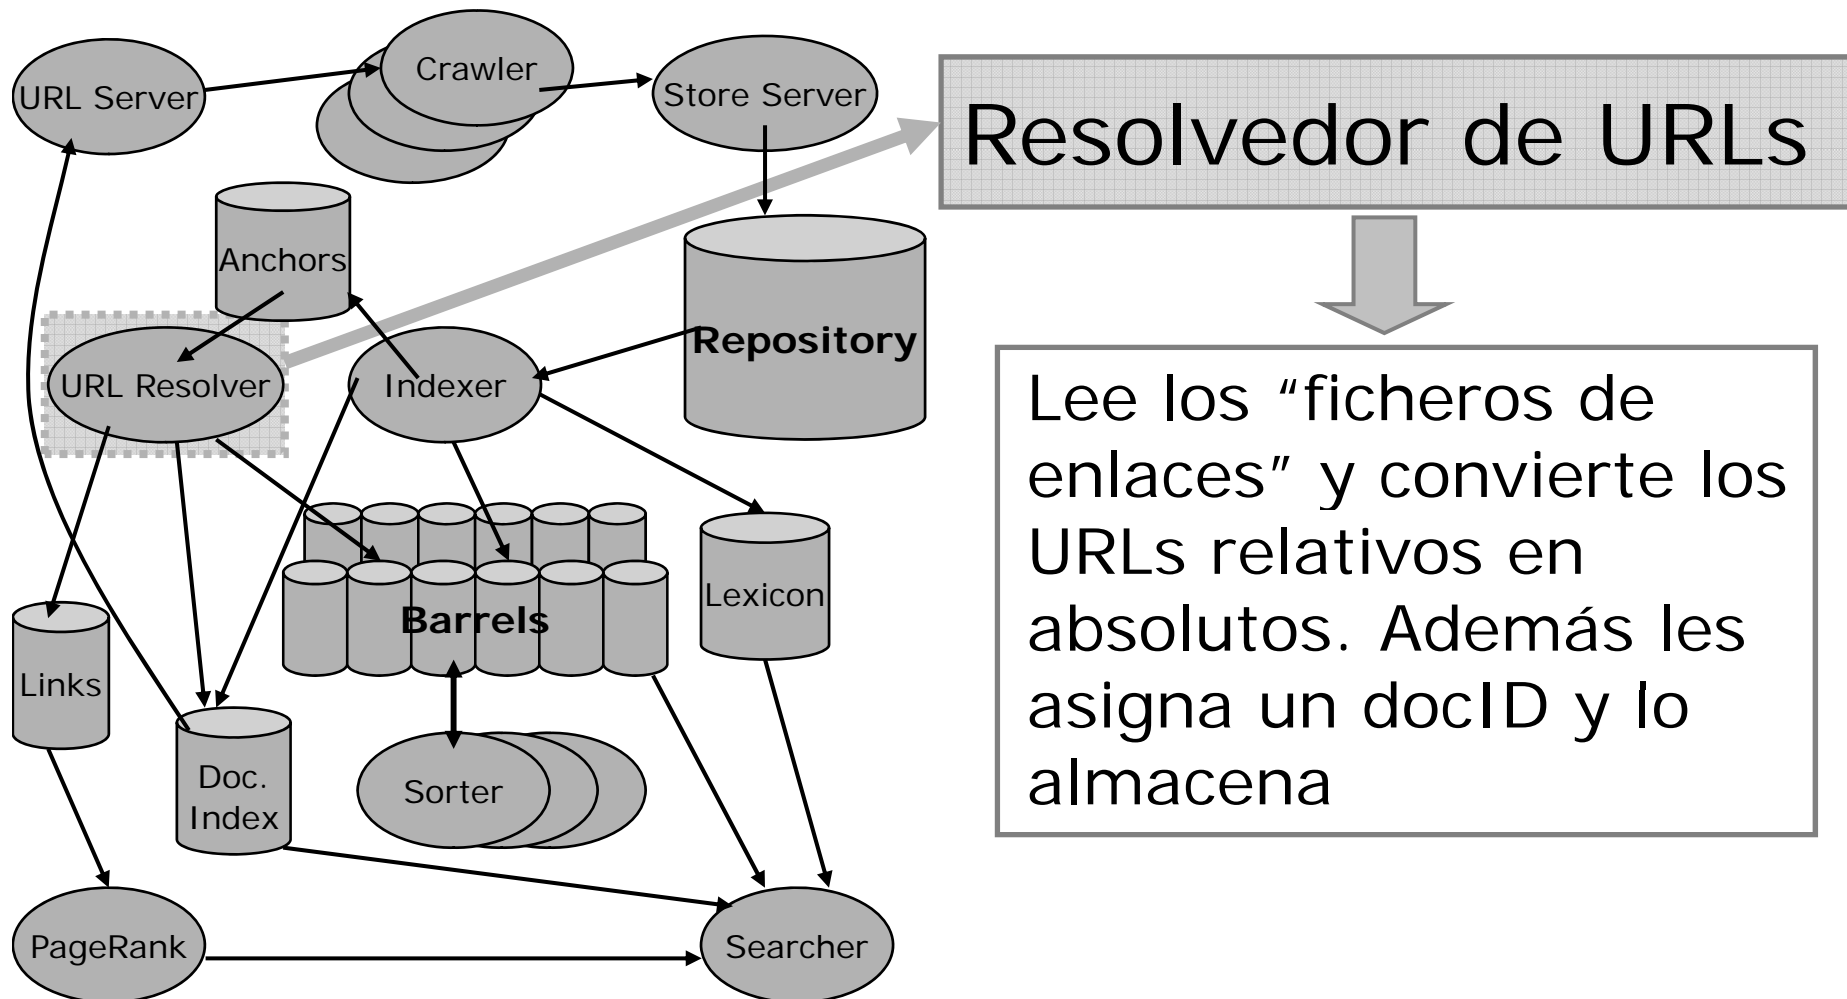 URL Server
Crawler
Store Server
Resolvedor de URLs
Anchors
Repository
URL Resolver
Indexer
Lee los “ficheros de
enlaces” y convierte los
URLs relativos en
absolutos. Además les
asigna un docID y lo
almacena
Barrels
Lexicon
Links
Doc.
Index
Sorter
PageRank
Searcher